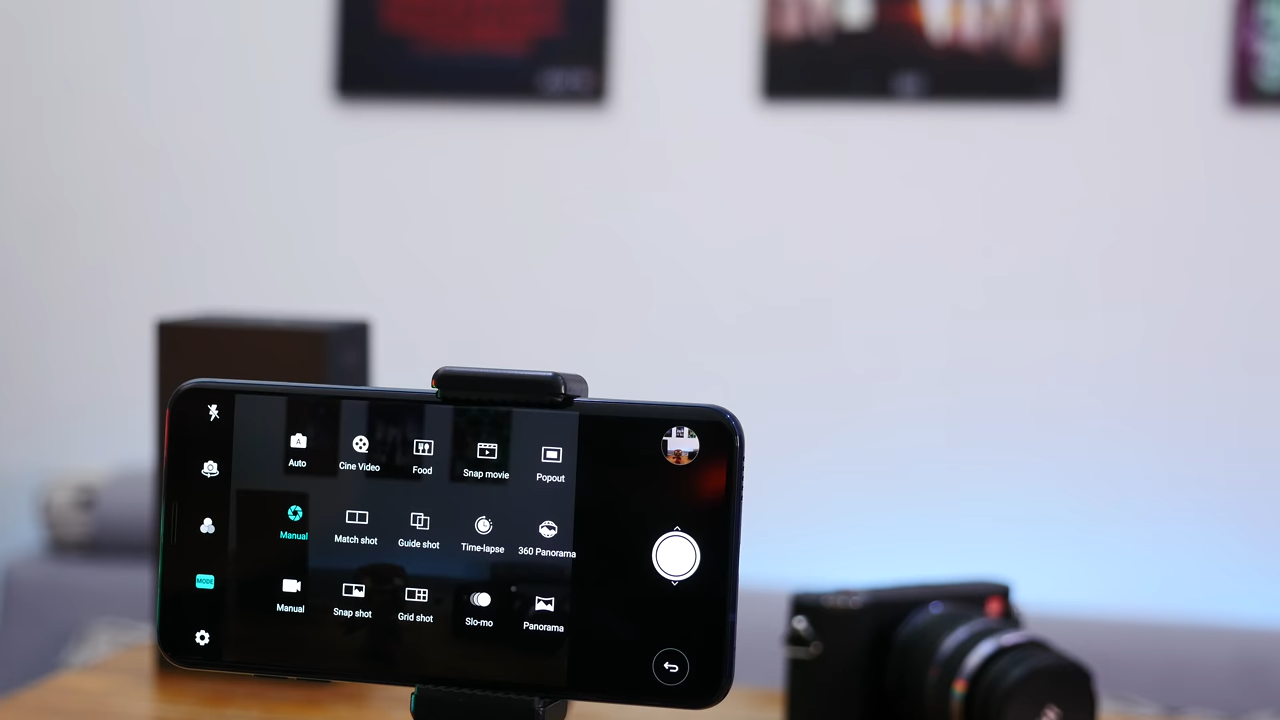 Auto
Cine Video
Food
Snap movie
Popout
Manual
Match shot
Guide shot
Time-lapse
360 Panorama
MODE
Manual
Snap shot
Grid shot
Slo-mo
Panorama